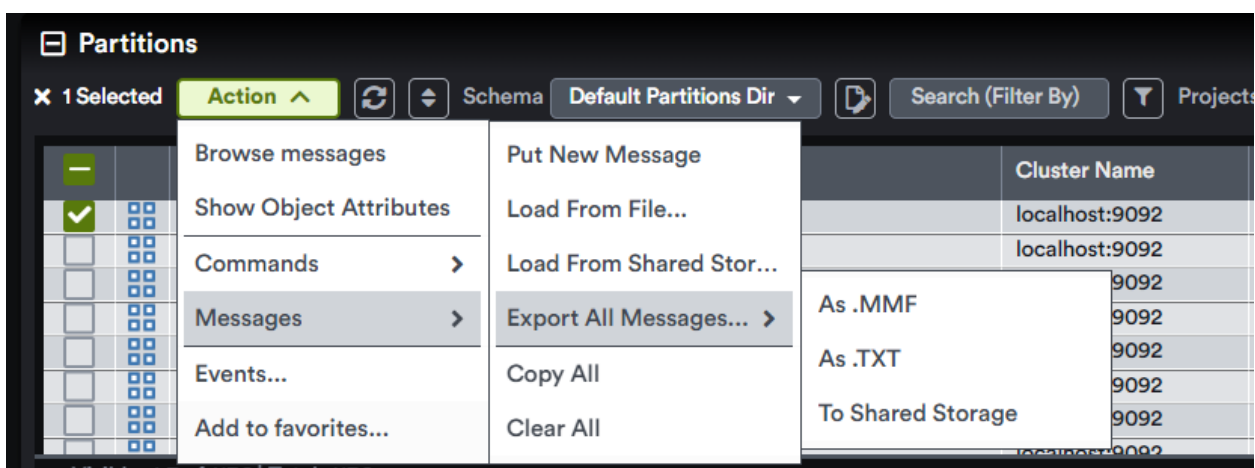 Partitions
1 Selected Action Schema Default Partitions Dir Search (Filter By) Projects
Browse messages
Show Object Attributes
Commands
Messages
Events...
Add to favorites...
Put New Message
Load From File...
Load From Shared Stor...
Export All Messages...
Copy All
Clear All
As .MMF
As .TXT
To Shared Storage
Cluster Name
localhost:9092
localhost:9092
9092
9092
9092
9092
9092